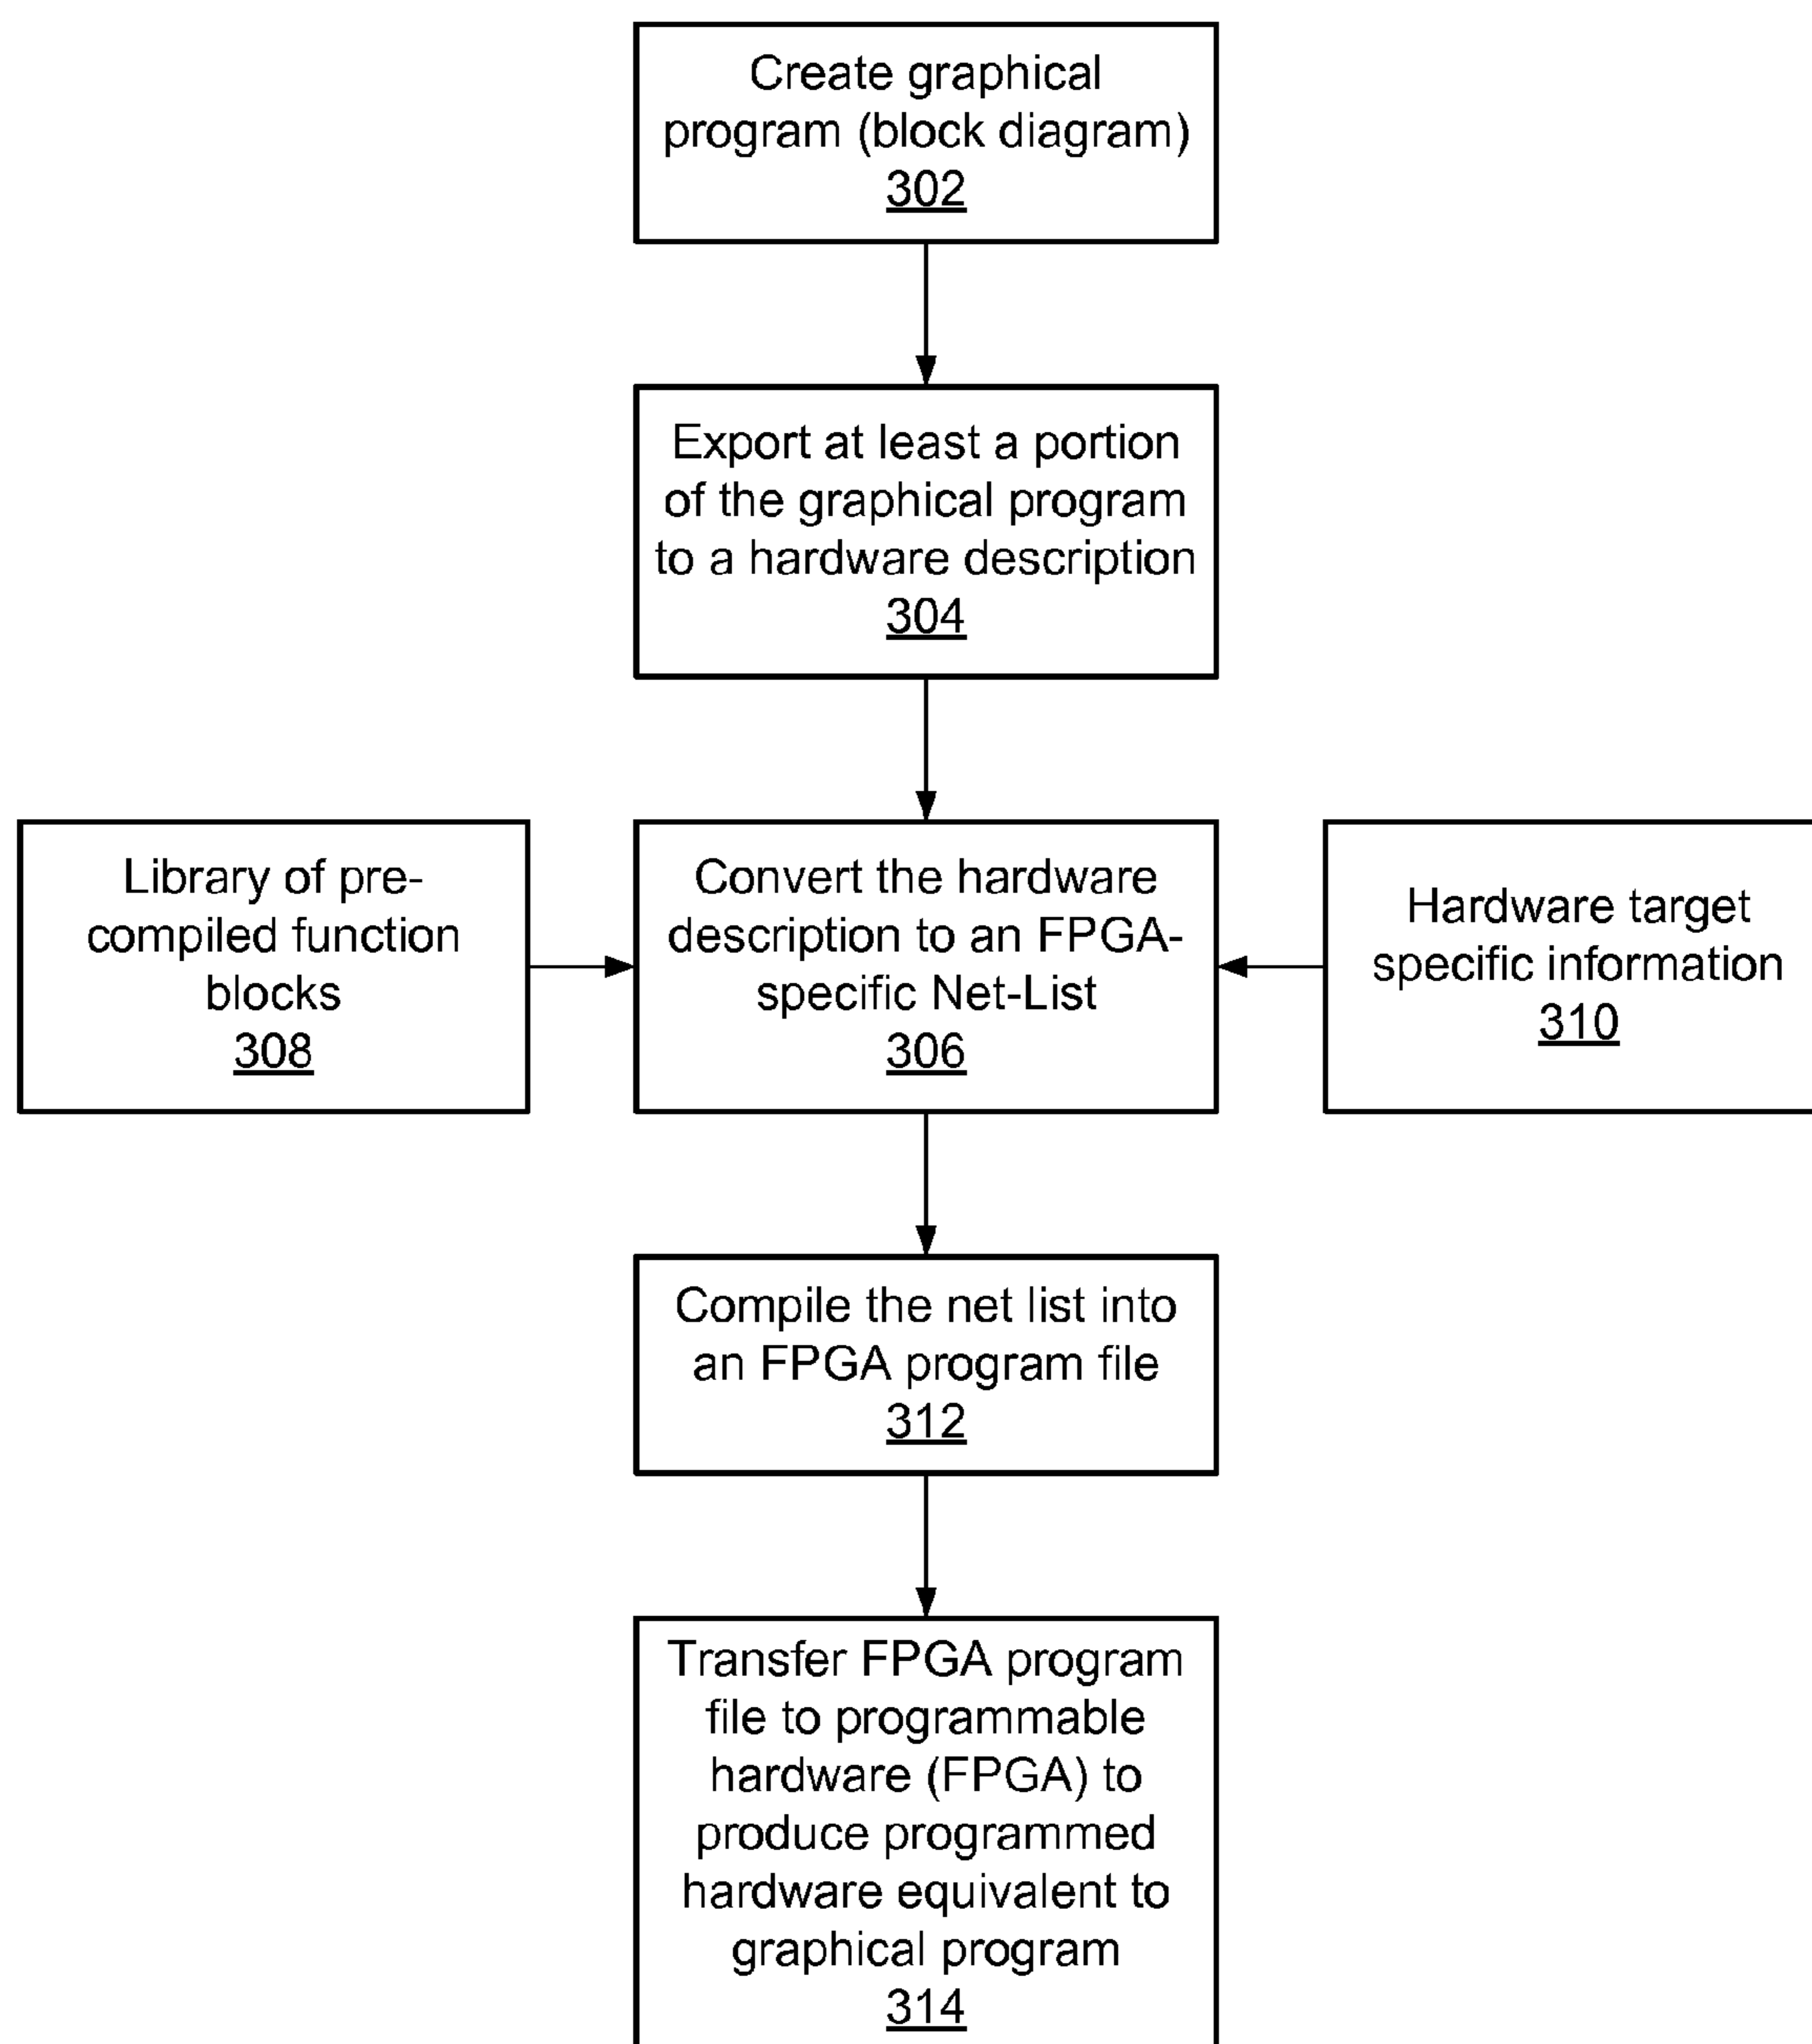 Create graphical
program (block diagram)
302
Export at least a portion
of the graphical program
to a hardware description
304
Library of pre-
compiled function
blocks
308
Convert the hardware
description to an FPGA-
specific Net-List
306
Hardware target
specific information
310
Compile the net list into
an FPGA program file
312
Transfer FPGA program
file to programmable
hardware (FPGA) to
produce programmed
hardware equivalent to
graphical program
314